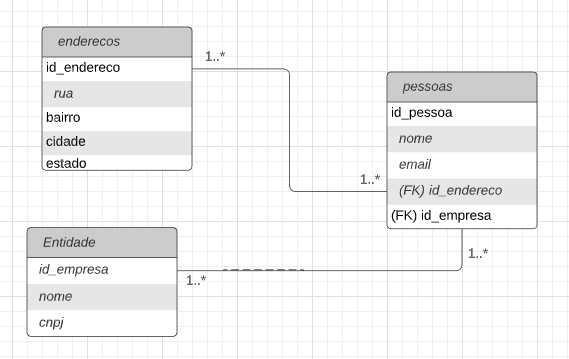 enderecos
id_endereco
rua
bairro
cidade
estado
1..*
pessoas
id_pessoa
nome
email
(FK) id_endereco
(FK) id_empresa
1..*
1..*
Entidade
id_empresa
nome
cnpj
1..*